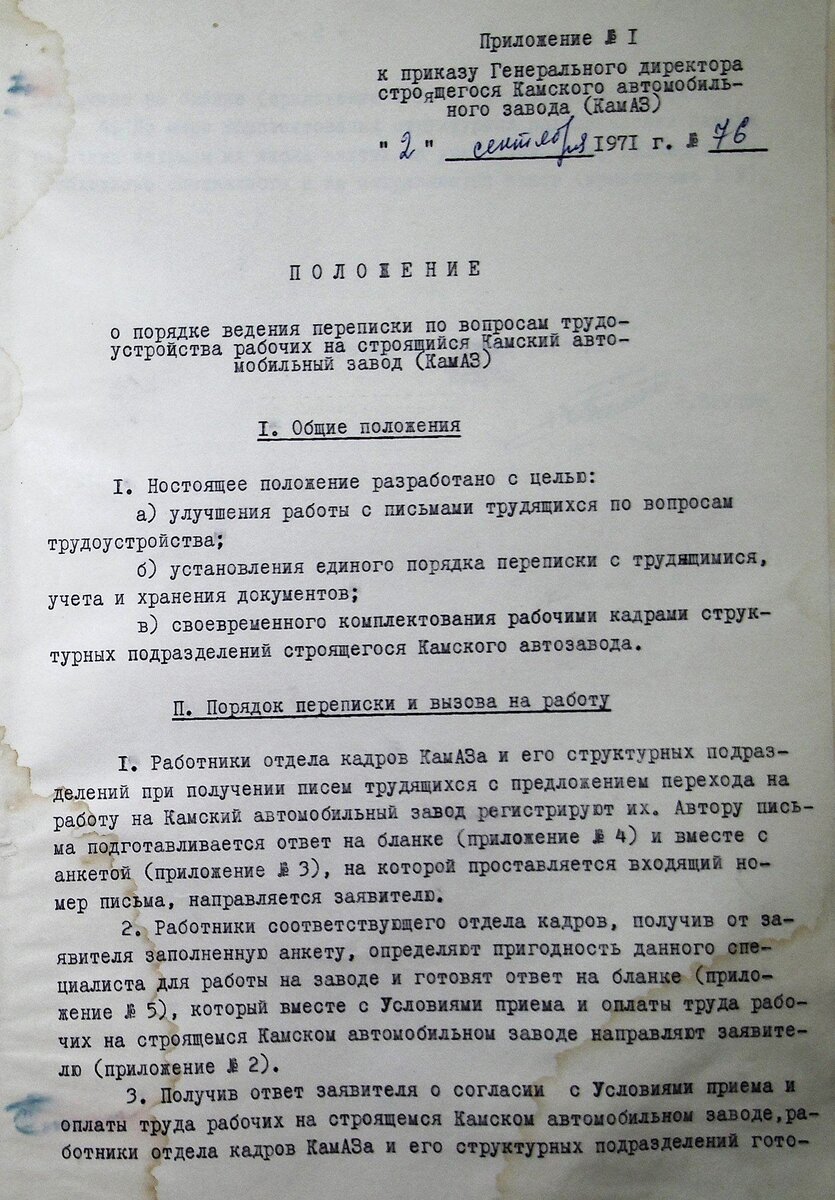 Приложение № I
к приказу Генерального директора
строящегося Камского автомобиль-
ного завода (КамАЗ)
" 2 " сентября 1971 г. № 76
ПОЛОЖЕНИЕ
о порядке ведения переписки по вопросам трудо-
устройства рабочих на строящийся Камский авто-
мобильный завод (КамАЗ)
I. Общие положения
I. Ностоящее положение разработано с целью:
а) улучшения работы с письмами трудящихся по вопросам
трудоустройства;
б) установления единого порядка переписки с трудящимися,
учета и хранения документов;
в) своевременного комплектования рабочими кадрами струк-
турных подразделений строящегося Камского автозавода.
П. Порядок переписки и вызова на работу
I. Работники отдела кадров КамАЗа и его структурных подраз-
делений при получении писем трудящихся с предложением перехода на
работу на Камский автомобильный завод регистрируют их. Автору пись-
ма подготавливается ответ на бланке (приложение № 4) и вместе с
анкетой (приложение № 3), на которой проставляется входящий но-
мер письма, направляется заявителю.
2. Работники соответствующего отдела кадров, получив от за-
явителя заполненную анкету, определяют пригодность данного спе-
циалиста для работы на заводе и готовят ответ на бланке (прило-
жение № 5), который вместе с Условиями приема и оплаты труда рабо-
чих на строящемся Камском автомобильном заводе направляют заявите-
лю (приложение № 2).
3. Получив ответ заявителя о согласии с Условиями приема и
оплаты труда рабочих на строящемся Камском автомобильном заводе,ра-
ботники отдела кадров КамАЗа и его структурных подразделений гото-